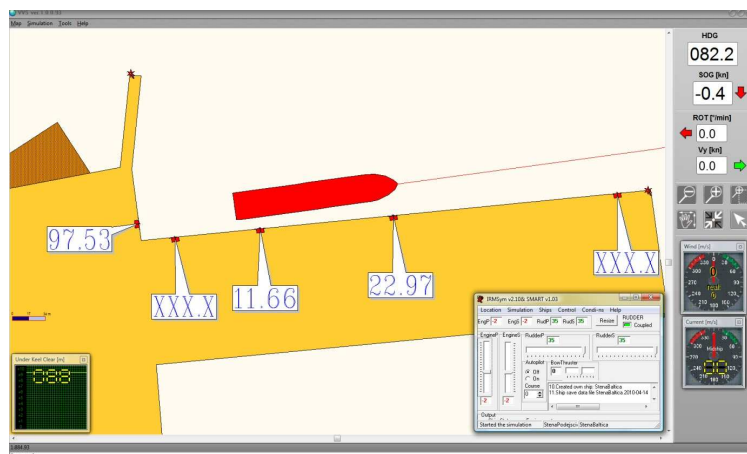 Map Simulation Tools Help
HDG
082.2
SOG [kn]
-0.4
ROT [°/min]
0.0
Vy [kn]
0.0
97.53
XXX.X
11.66
22.97
XXX.X
Wind [m/s]
Current [m/s]
Under Keel Clear [m]
IRMSym v2.10& SMART v1.03
Location Simulation Ships Control Condi-ns Help
EngP -2 EngS -2 RudP 35 RudS 35 Resize RUDDER
Coupled
EngineP EngineS RudderP RudderS
35 35
Autopilot BowThruster
Off 0
On
Course
0
10.Created own ship StenaBaltica
11.Ship save data file StenaBaltica 2010-04-14
-2 -2
Output
Started the simulation StenaPodejsci StenaBaltica